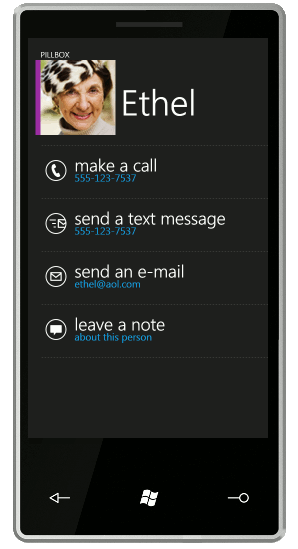 PILLBOX
Ethel
make a call
555-123-7537
send a text message
555-123-7537
send an e-mail
ethel@aol.com
leave a note
about this person